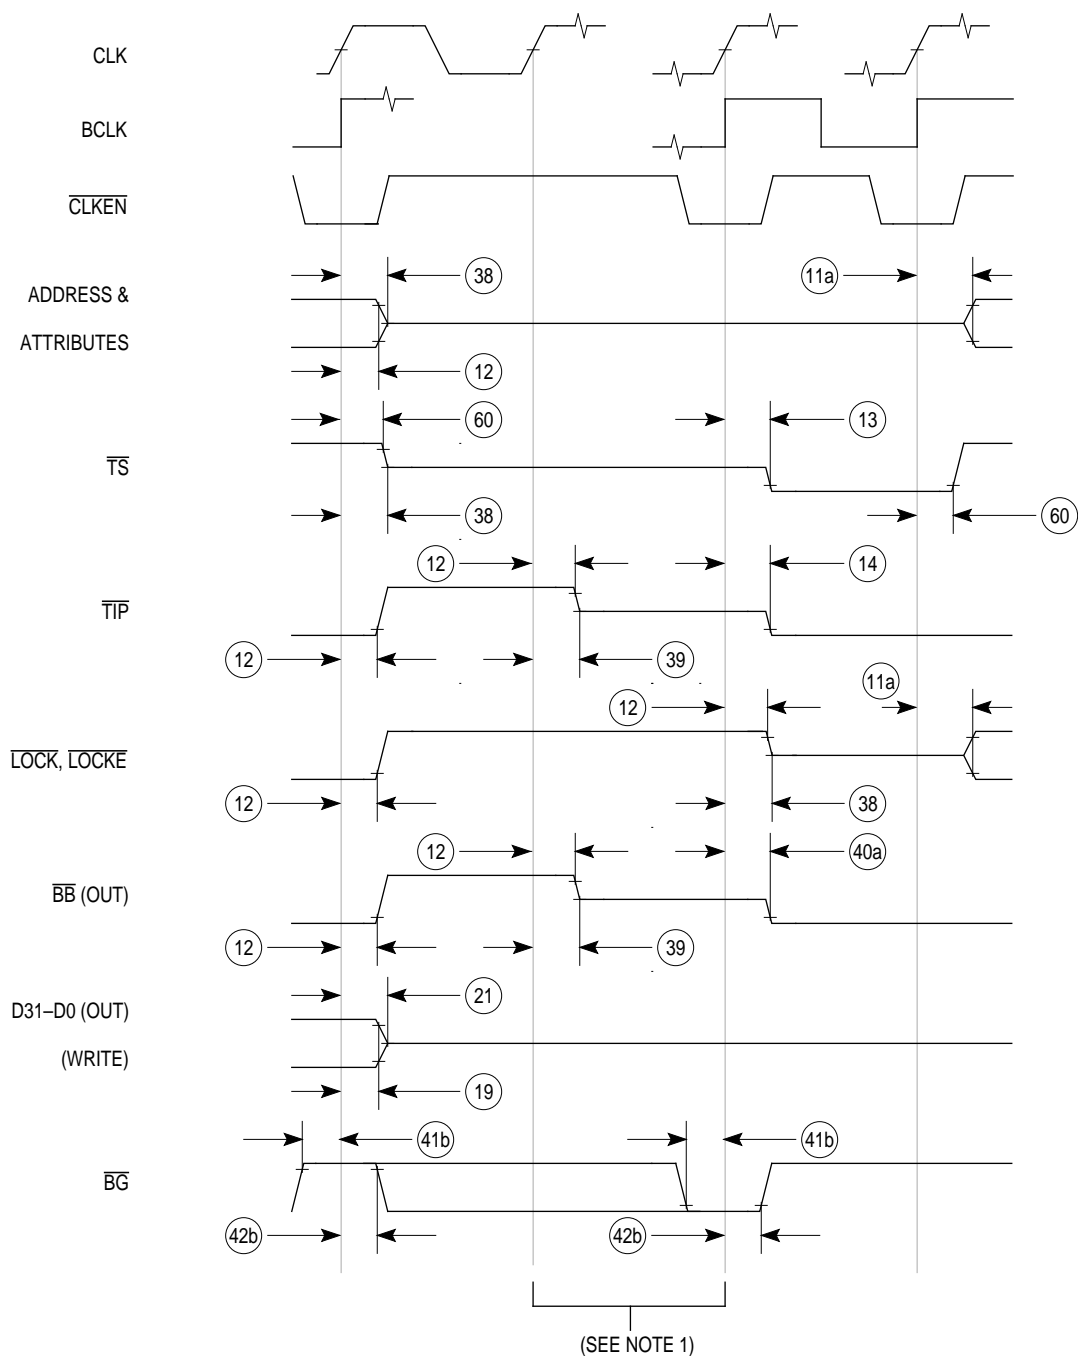 CLK
BCLK
CLKEN
38
11a
ADDRESS &
ATTRIBUTES
12
60
13
TS
38
60
12
14
TIP
12
39
11a
12
LOCK, LOCKE
12
38
12
40a
BB (OUT)
12
39
21
D31–D0 (OUT)
(WRITE)
19
41b
41b
BG
42b
42b
(SEE NOTE 1)